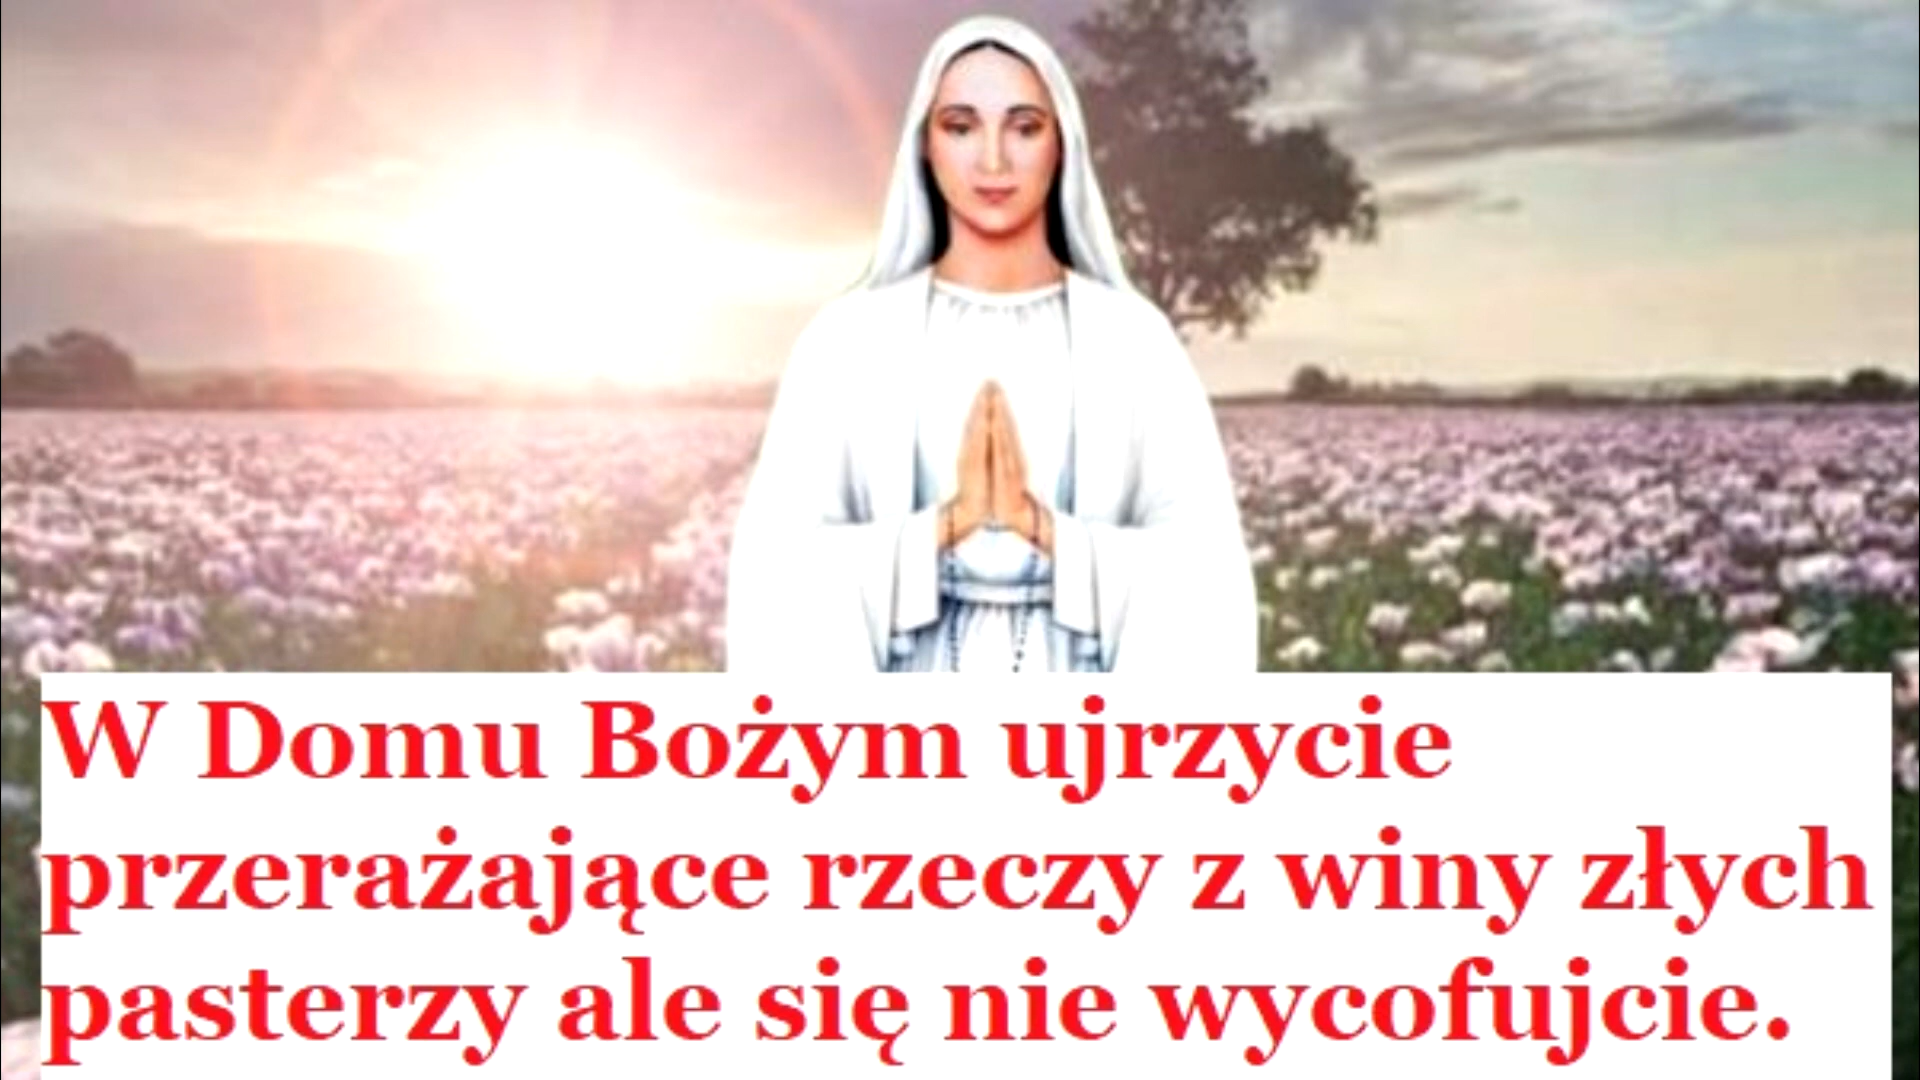 W Domu Bożym ujrzycie
przerażające rzeczy z winy złych
pasterzy ale się nie wycofujcie.